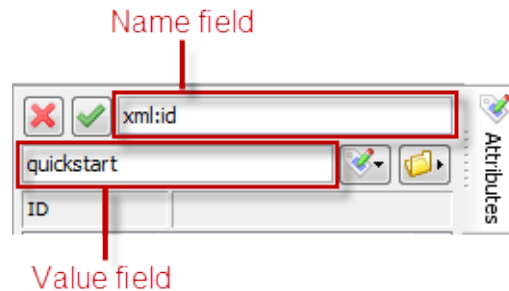 Name field
xml:id
quickstart
ID
Attributes
Value field